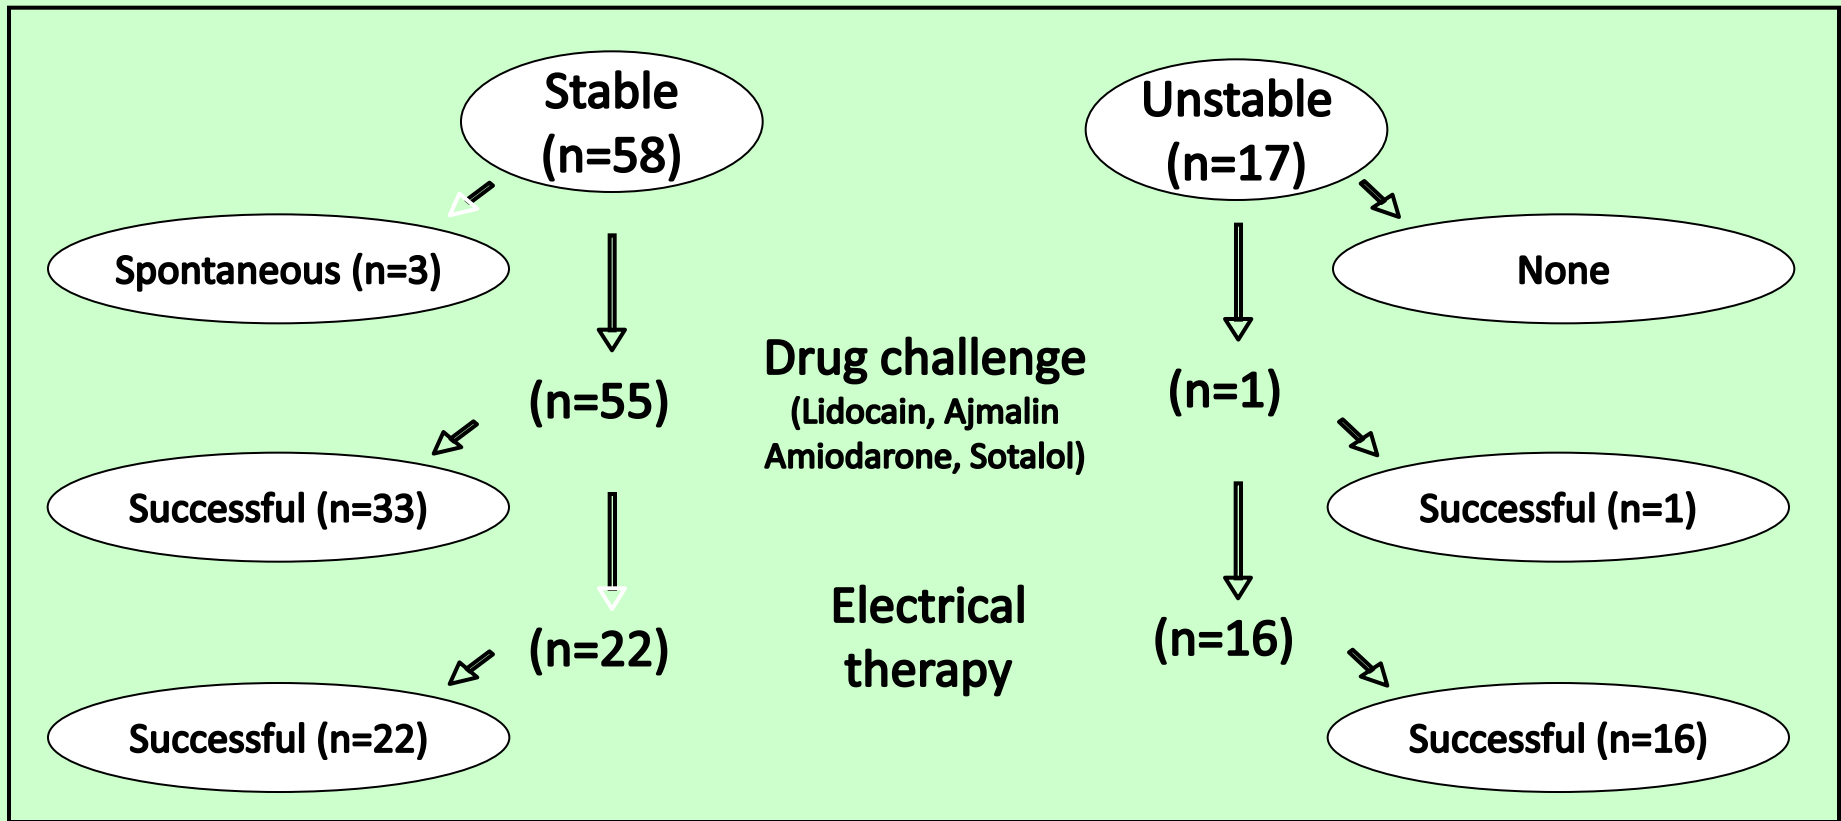 Stable
(n=58)
Unstable
(n=17)
Spontaneous (n=3)
None
Drug challenge
(Lidocain, Ajmalin
Amiodarone, Sotalol)
(n=55)
(n=1)
Successful (n=33)
Successful (n=1)
Electrical
therapy
(n=22)
(n=16)
Successful (n=22)
Successful (n=16)